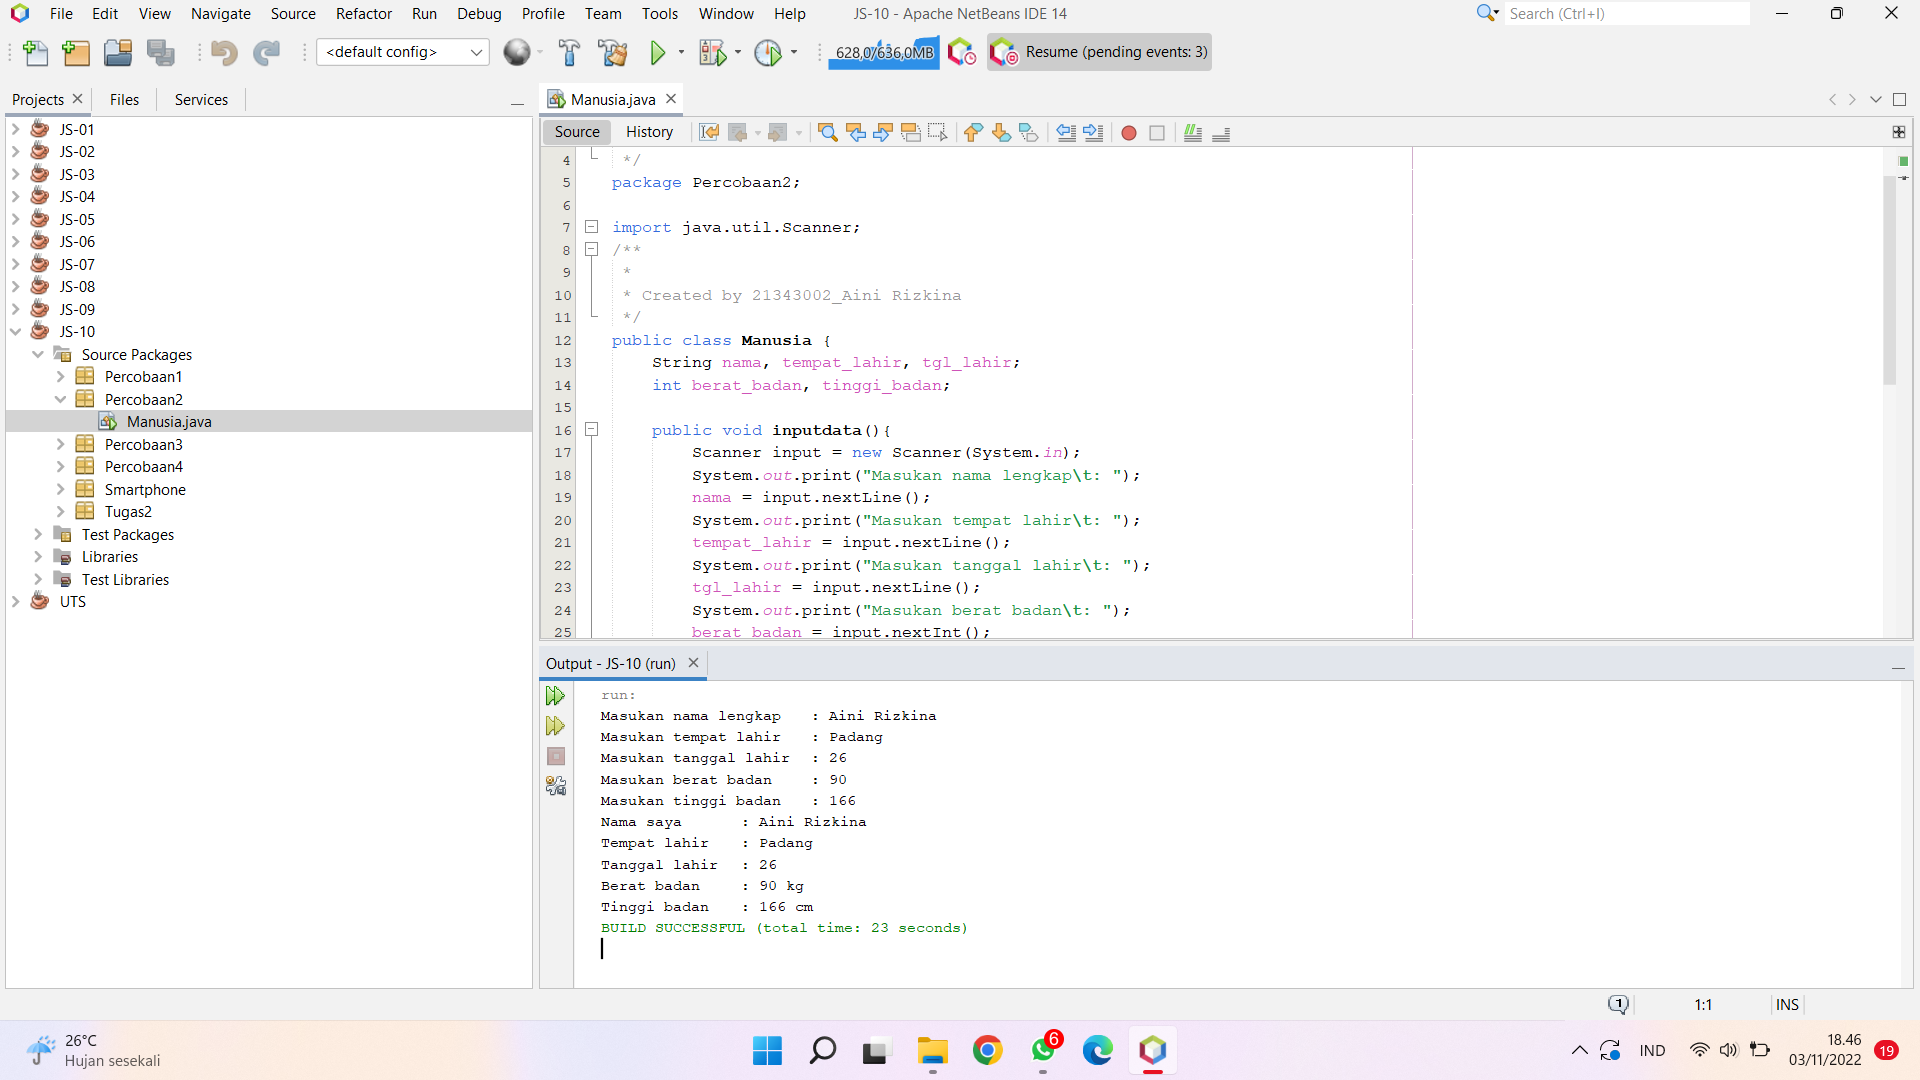 File Edit View Navigate Source Refactor Run Debug Profile Team Tools Window Help JS-10 - Apache NetBeans IDE 14 Search (Ctrl+I)
<default config> 628,0/636,0MB Resume (pending events: 3)
Projects Files Services
JS-01
JS-02
JS-03
JS-04
JS-05
JS-06
JS-07
JS-08
JS-09
JS-10
Source Packages
Percobaan1
Percobaan2
Manusia.java
Percobaan3
Percobaan4
Smartphone
Tugas2
Test Packages
Libraries
Test Libraries
UTS
Manusia.java
Source History
4 */
5 package Percobaan2;
6
7 import java.util.Scanner;
8 /**
9 *
10 * Created by 21343002_Aini Rizkina
11 */
12 public class Manusia {
13 String nama, tempat_lahir, tgl_lahir;
14 int berat_badan, tinggi_badan;
15
16 public void inputdata(){
17 Scanner input = new Scanner(System.in);
18 System.out.print("Masukan nama lengkap\t: ");
19 nama = input.nextLine();
20 System.out.print("Masukan tempat lahir\t: ");
21 tempat_lahir = input.nextLine();
22 System.out.print("Masukan tanggal lahir\t: ");
23 tgl_lahir = input.nextLine();
24 System.out.print("Masukan berat badan\t: ");
25 berat_badan = input.nextInt();
Output - JS-10 (run)
run:
Masukan nama lengkap : Aini Rizkina
Masukan tempat lahir : Padang
Masukan tanggal lahir : 26
Masukan berat badan : 90
Masukan tinggi badan : 166
Nama saya : Aini Rizkina
Tempat lahir : Padang
Tanggal lahir : 26
Berat badan : 90 kg
Tinggi badan : 166 cm
BUILD SUCCESSFUL (total time: 23 seconds)
1 1:1 INS
26°C
Hujan sesekali
6
IND
18.46
03/11/2022
19